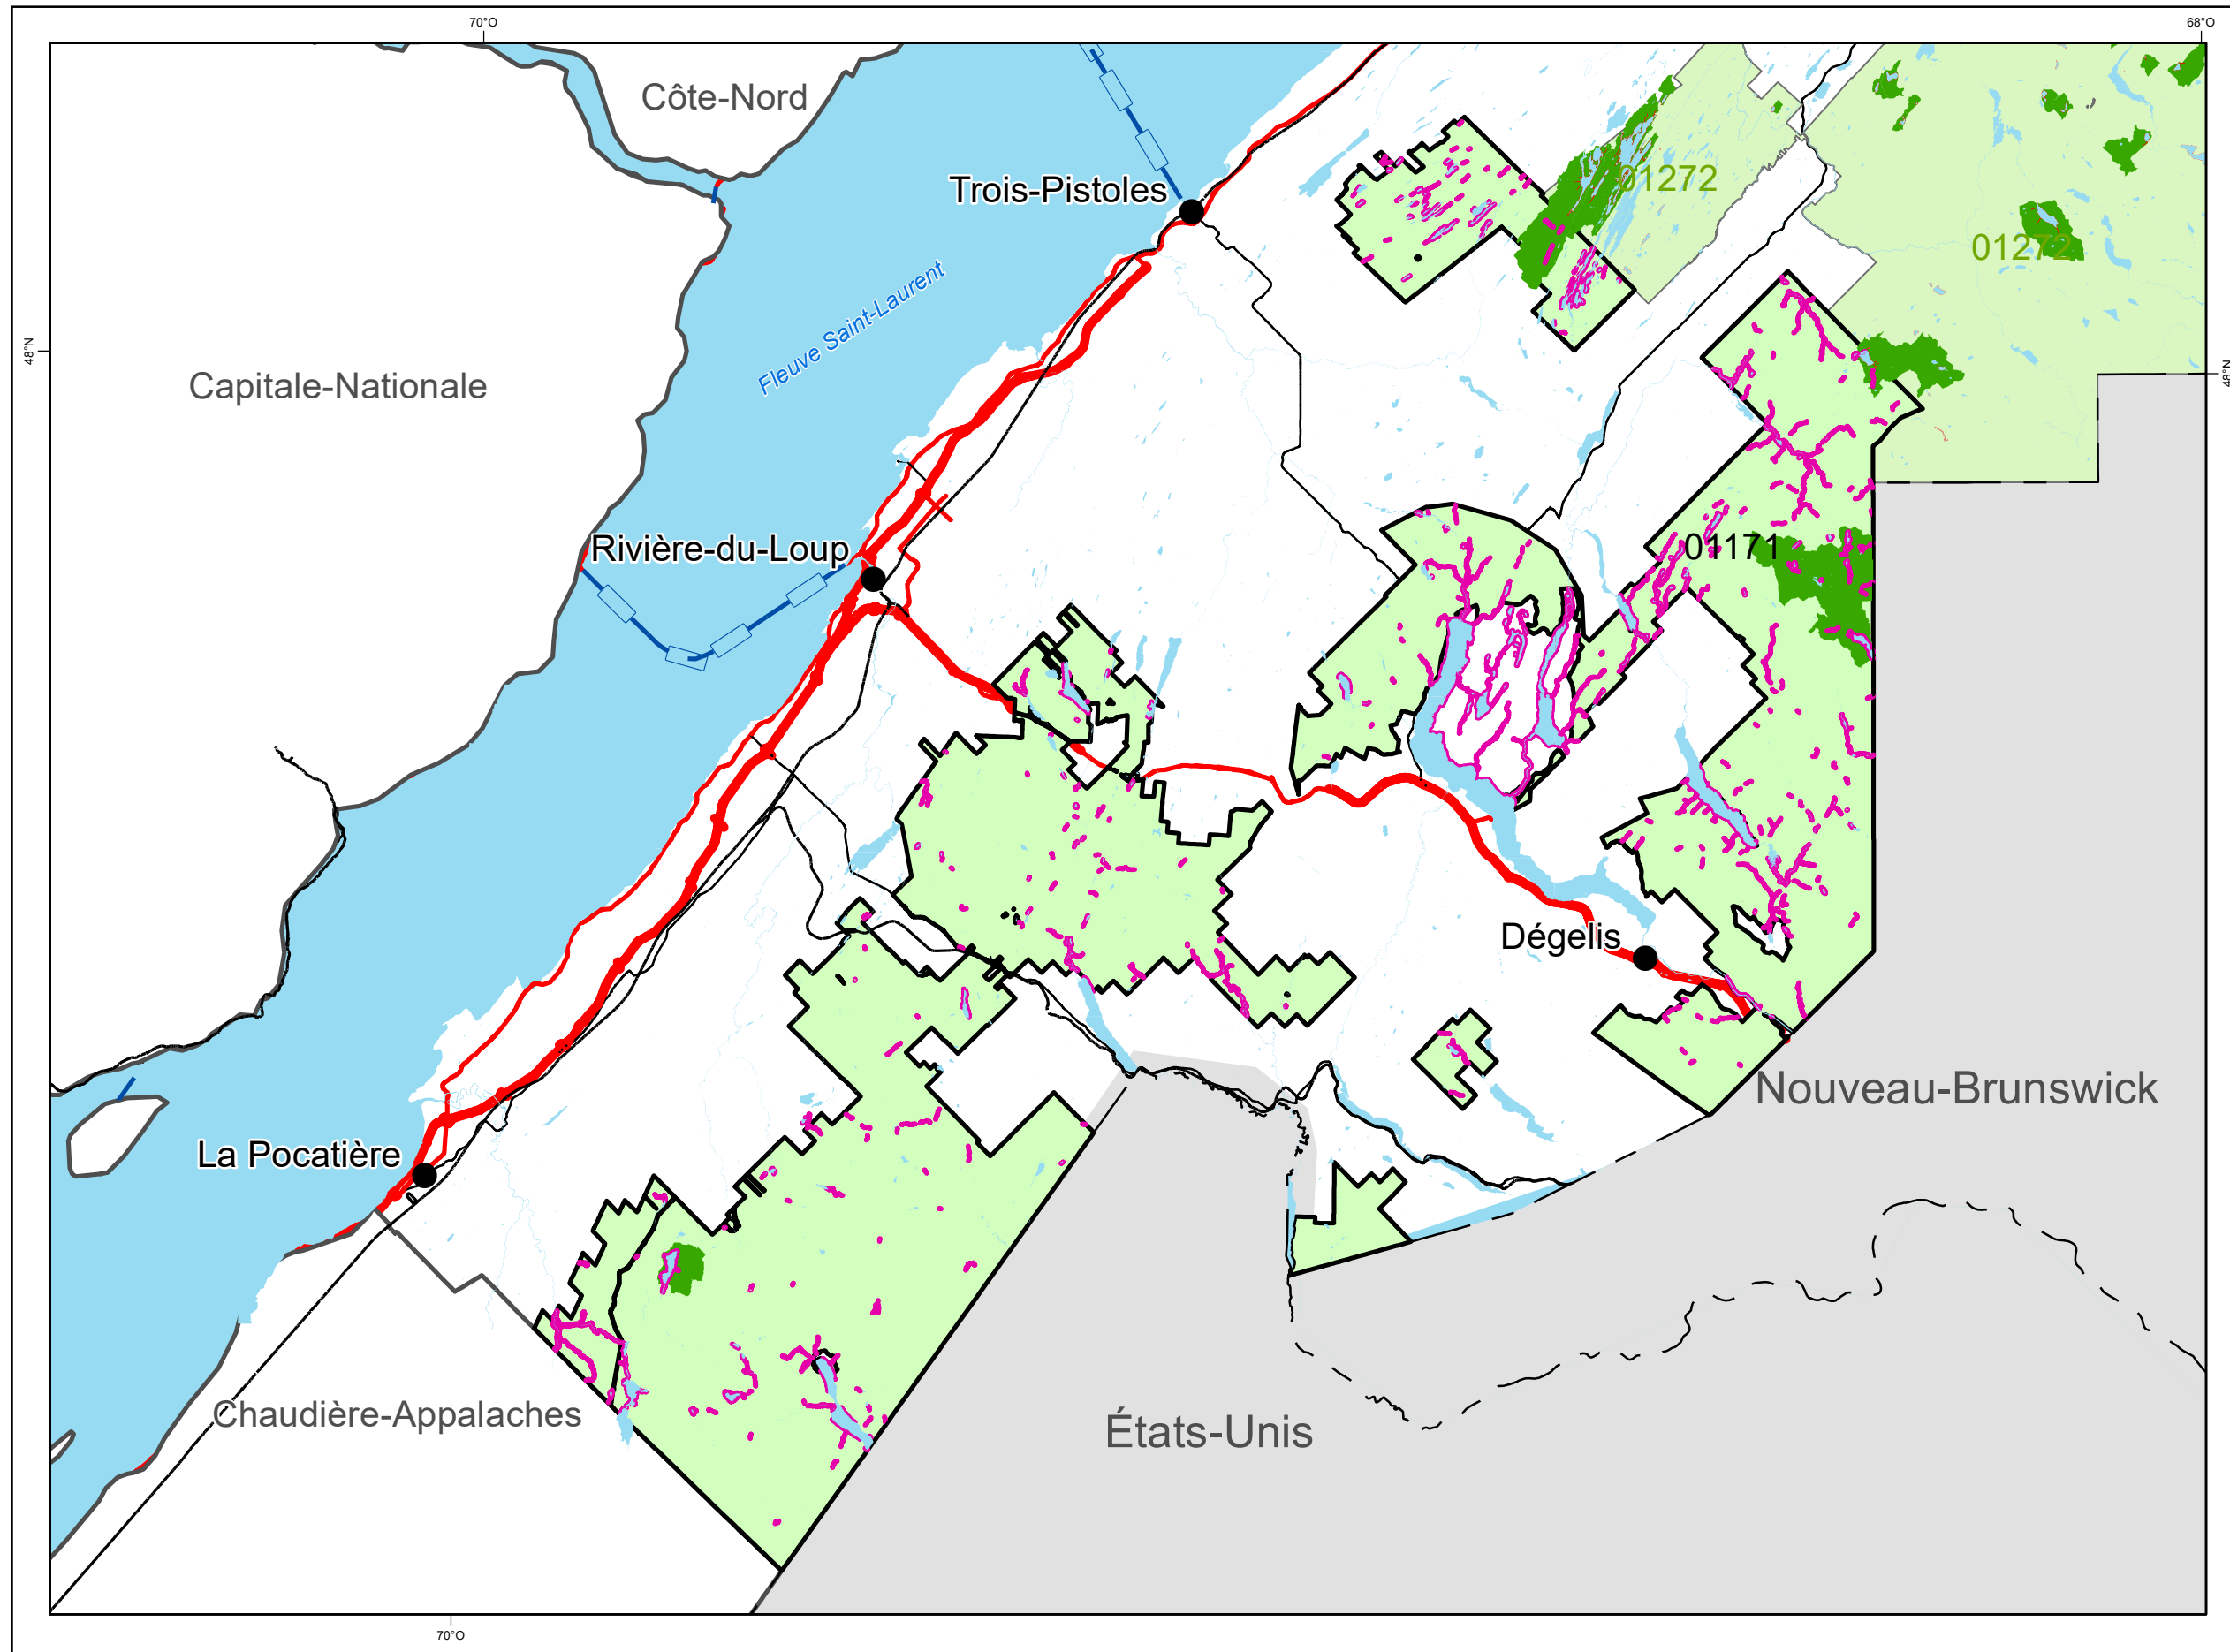 70°O
68°O
Côte-Nord
Trois-Pistoles
01272
01272
Fleuve Saint-Laurent
48°N
48°N
Capitale-Nationale
Rivière-du-Loup
01171
Dégelis
Nouveau-Brunswick
La Pocatière
Chaudière-Appalaches
États-Unis
70°O